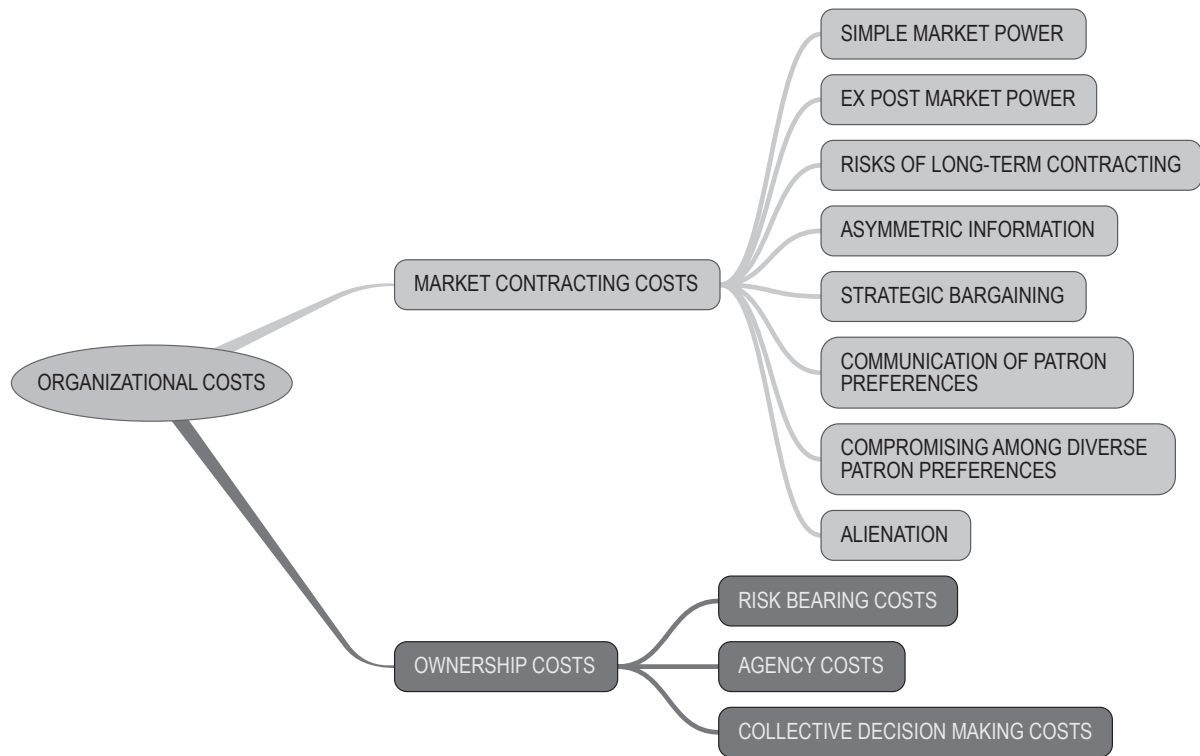 SIMPLE MARKET POWER
EX POST MARKET POWER
RISKS OF LONG-TERM CONTRACTING
ASYMMETRIC INFORMATION
MARKET CONTRACTING COSTS
STRATEGIC BARGAINING
COMMUNICATION OF PATRON
PREFERENCES
ORGANIZATIONAL COSTS
COMPROMISING AMONG DIVERSE
PATRON PREFERENCES
ALIENATION
RISK BEARING COSTS
OWNERSHIP COSTS
AGENCY COSTS
COLLECTIVE DECISION MAKING COSTS